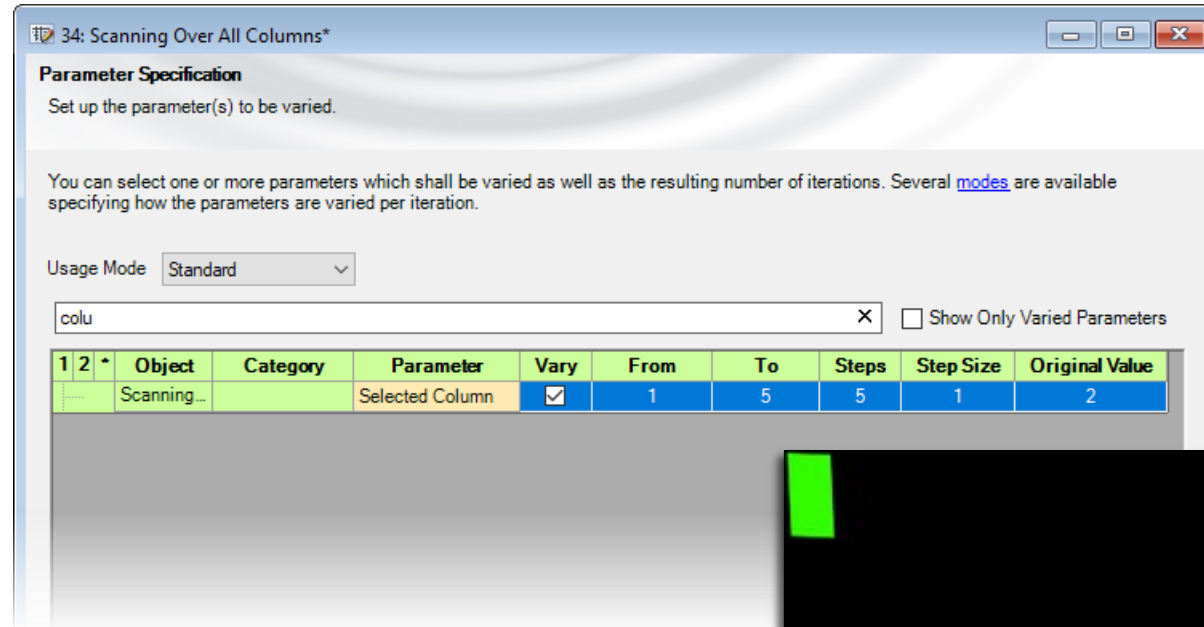 34: Scanning Over All Columns*
Parameter Specification
Set up the parameter(s) to be varied.
You can select one or more parameters which shall be varied as well as the resulting number of iterations. Several modes are available
specifying how the parameters are varied per iteration.
Usage Mode Standard
colu Show Only Varied Parameters
1 2 * Object Category Parameter Vary From To Steps Step Size Original Value
Scanning... Selected Column 1 5 5 1 2